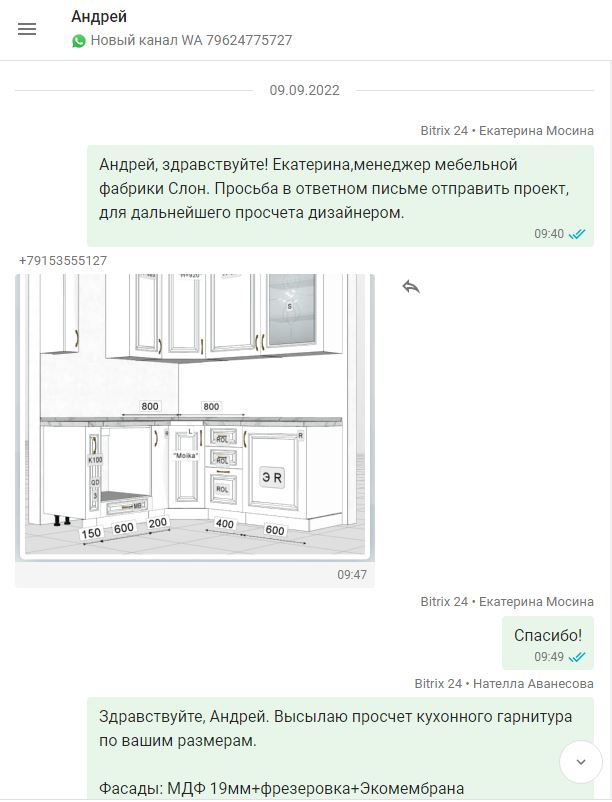 Андрей
Новый канал WA 79624775727
09.09.2022
Bitrix 24 • Екатерина Мосина
Андрей, здравствуйте! Екатерина,менеджер мебельной
фабрики Слон. Просьба в ответном письме отправить проект,
для дальнейшего просчета дизайнером.
09:40
+79153555127
S
800 800
L
R
ROL
K100
"Moika"
ROL
Э R
QD
3
ROL
МВ
150 600 200 400 600
09:47
Bitrix 24 • Екатерина Мосина
Спасибо!
09:49
Bitrix 24 • Нателла Аванесова
Здравствуйте, Андрей. Высылаю просчет кухонного гарнитура
по вашим размерам.
Фасады: МДФ 19мм+фрезеровка+Экомембрана